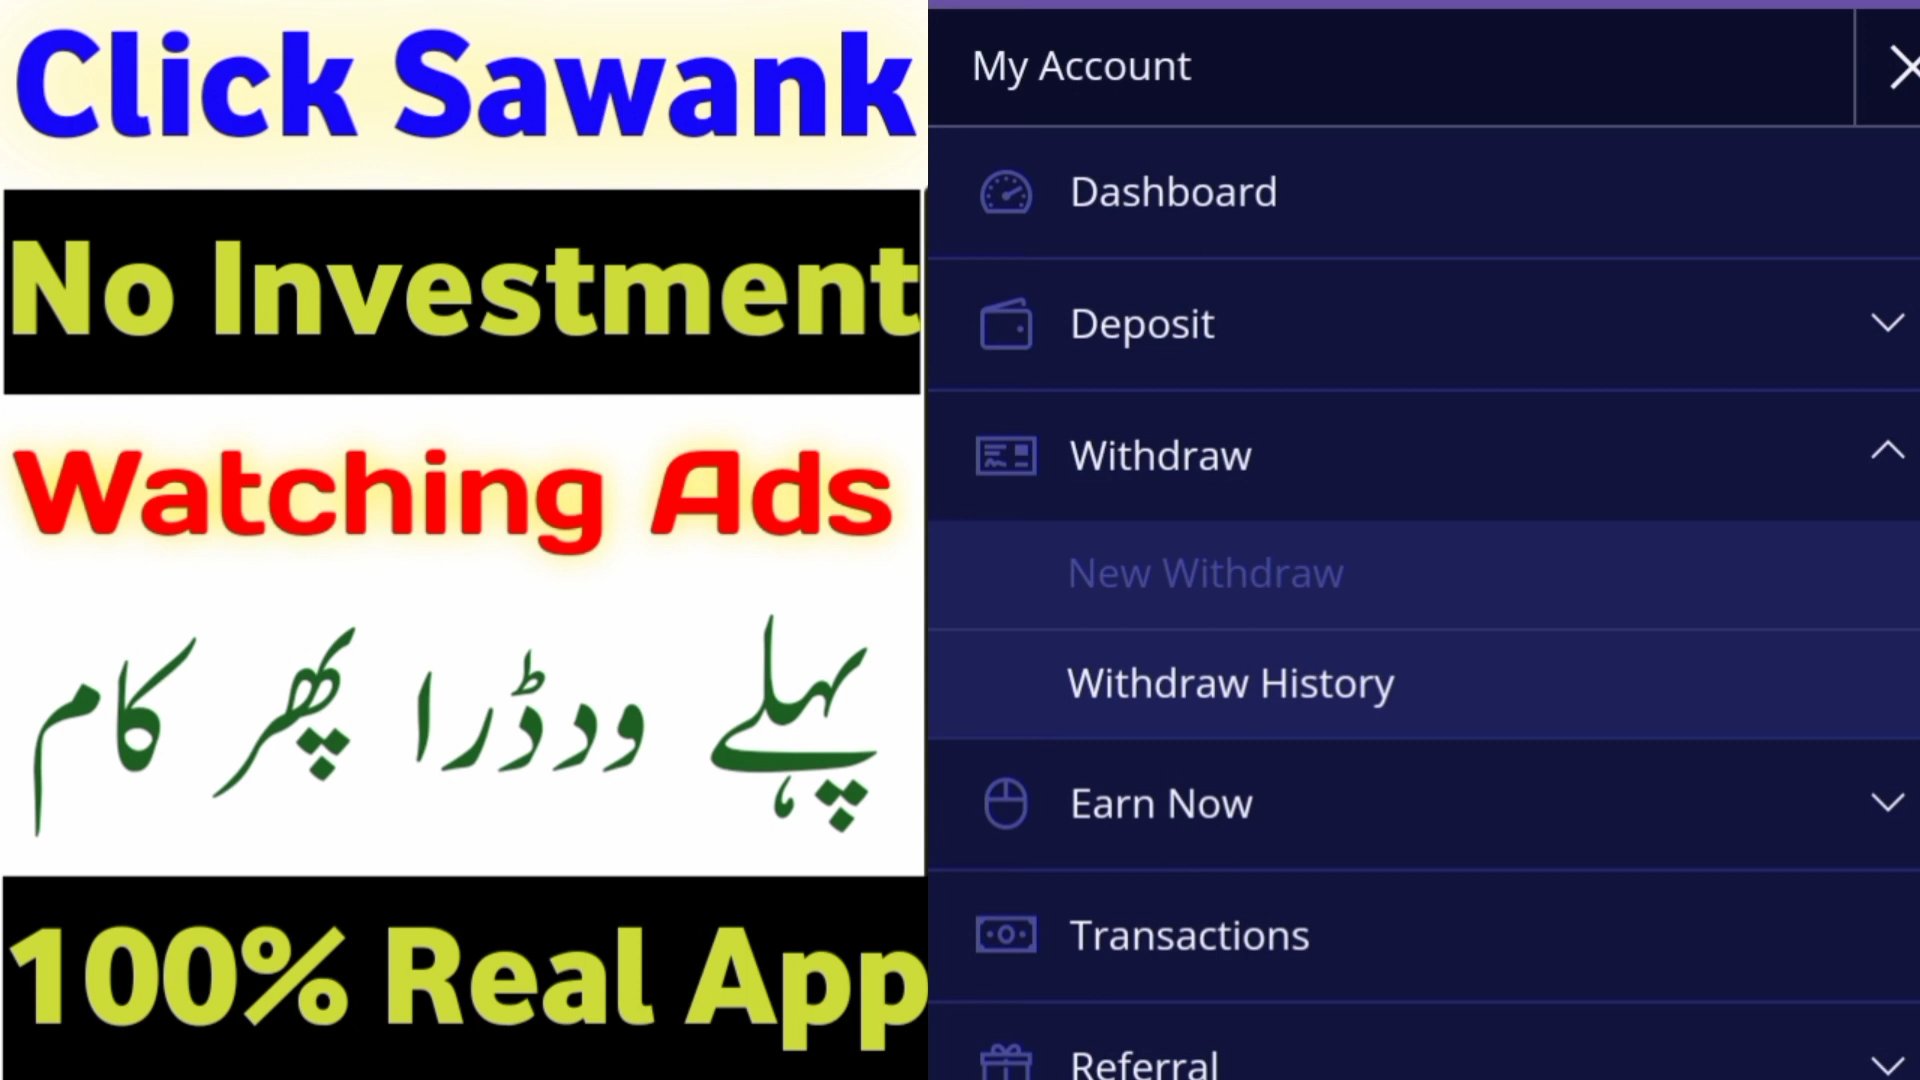 Click Sawank
No Investment
Watching Ads
پہلے ودڈرا پھر کام
100% Real App
My Account
Dashboard
Deposit
Withdraw
New Withdraw
Withdraw History
Earn Now
Transactions
Referral